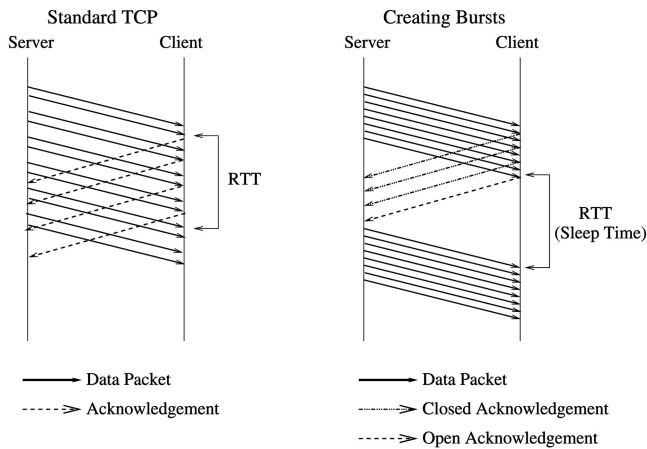 Standard TCP
Server Client
RTT
Data Packet
Acknowledgement
Creating Bursts
Server Client
RTT
(Sleep Time)
Data Packet
Closed Acknowledgement
Open Acknowledgement